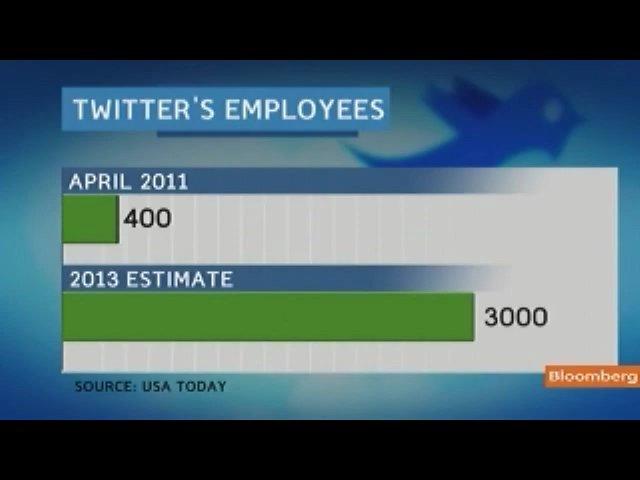 TWITTER'S EMPLOYEES
APRIL 2011
400
2013 ESTIMATE
3000
SOURCE: USA TODAY
Bloomberg